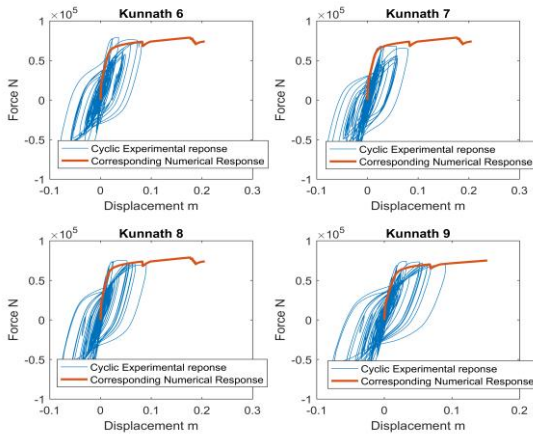 Kunnath 6
×10^5
1
0.5
0
-0.5
-1
Force N
Cyclic Experimental reponse
Corresponding Numerical Response
-0.1 0 0.1 0.2 0.3
Displacement m
Kunnath 7
×10^5
1
0.5
0
-0.5
-1
Force N
Cyclic Experimental reponse
Corresponding Numerical Response
-0.1 0 0.1 0.2 0.3
Displacement m
Kunnath 8
×10^5
1
0.5
0
-0.5
-1
Force N
Cyclic Experimental reponse
Corresponding Numerical Response
-0.1 0 0.1 0.2 0.3
Displacement m
Kunnath 9
×10^5
1
0.5
0
-0.5
-1
Force N
Cyclic Experimental reponse
Corresponding Numerical Response
-0.1 0 0.1 0.2
Displacement m